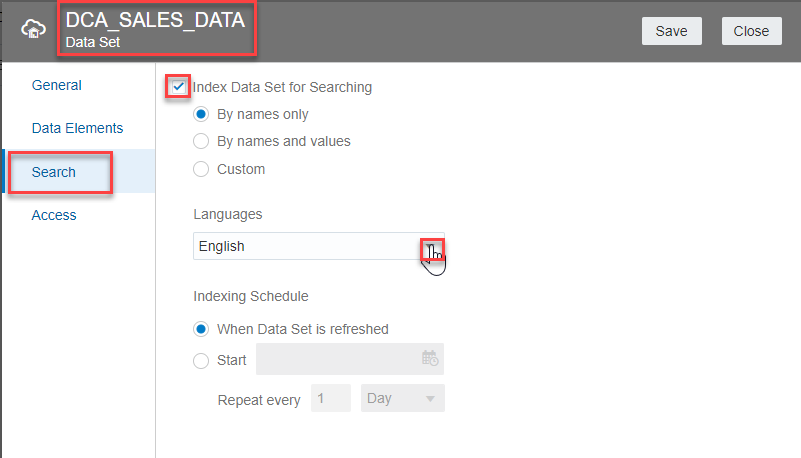 DCA_SALES_DATA
Data Set
Save
Close
General
Data Elements
Search
Access
Index Data Set for Searching
By names only
By names and values
Custom
Languages
English
Indexing Schedule
When Data Set is refreshed
Start
Repeat every 1 Day